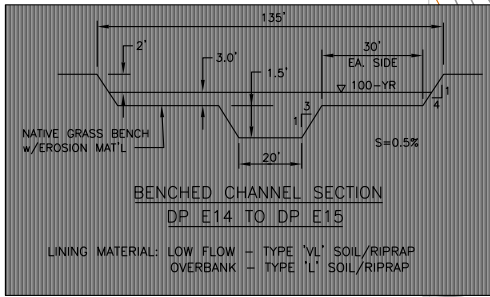 135'
2'
3.0'
1.5'
30'
EA. SIDE
100-YR
1
4
3
1
NATIVE GRASS BENCH
w/EROSION MAT'L
S=0.5%
20'
BENCHED CHANNEL SECTION
DP E14 TO DP E15
LINING MATERIAL: LOW FLOW - TYPE 'VL' SOIL/RIPRAP
OVERBANK - TYPE 'L' SOIL/RIPRAP